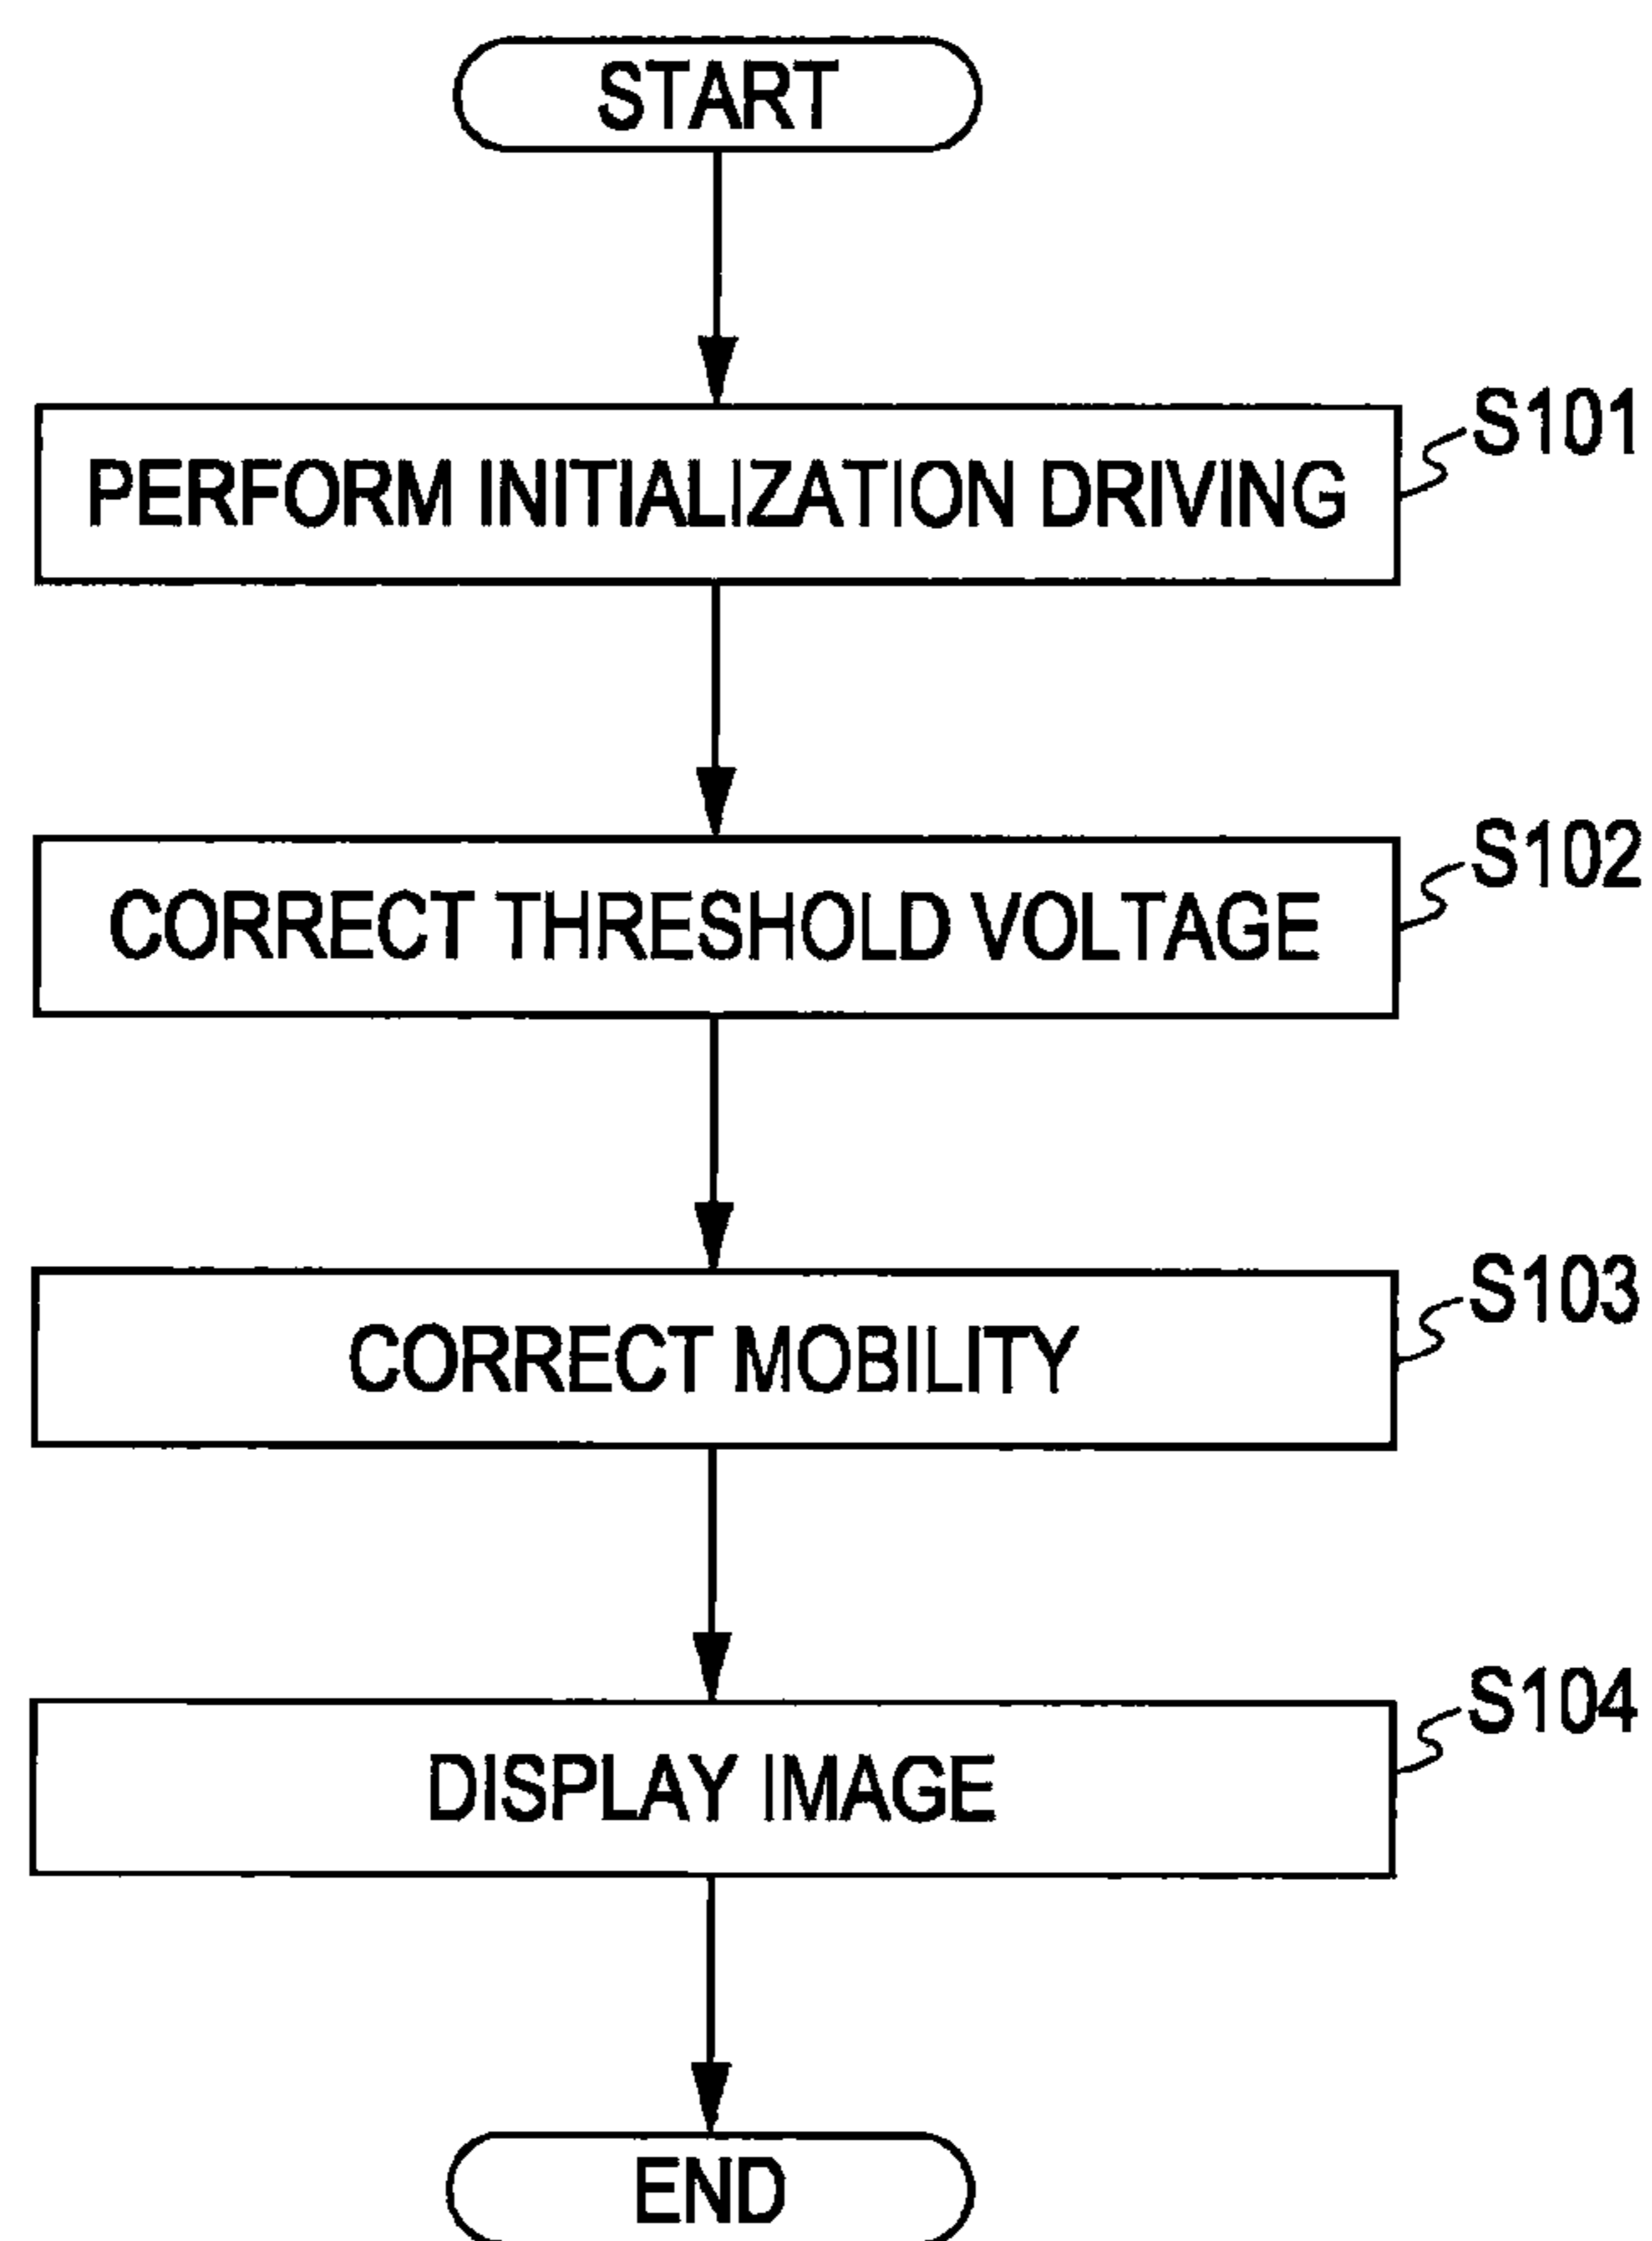 START
S101
PERFORM INITIALIZATION DRIVING
S102
CORRECT THRESHOLD VOLTAGE
S103
CORRECT MOBILITY
S104
DISPLAY IMAGE
END